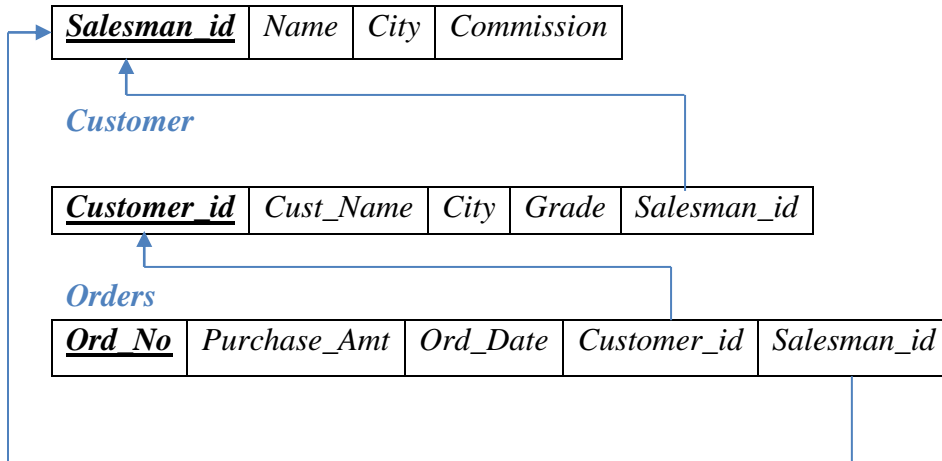 Salesman_id Name City Commission
Customer
Customer_id Cust_Name City Grade Salesman_id
Orders
Ord_No Purchase_Amt Ord_Date Customer_id Salesman_id